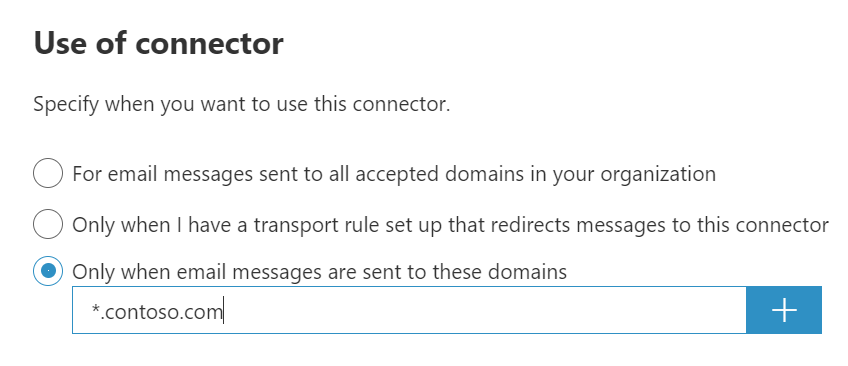 Use of connector
Specify when you want to use this connector.
For email messages sent to all accepted domains in your organization
Only when I have a transport rule set up that redirects messages to this connector
Only when email messages are sent to these domains
*.contoso.com